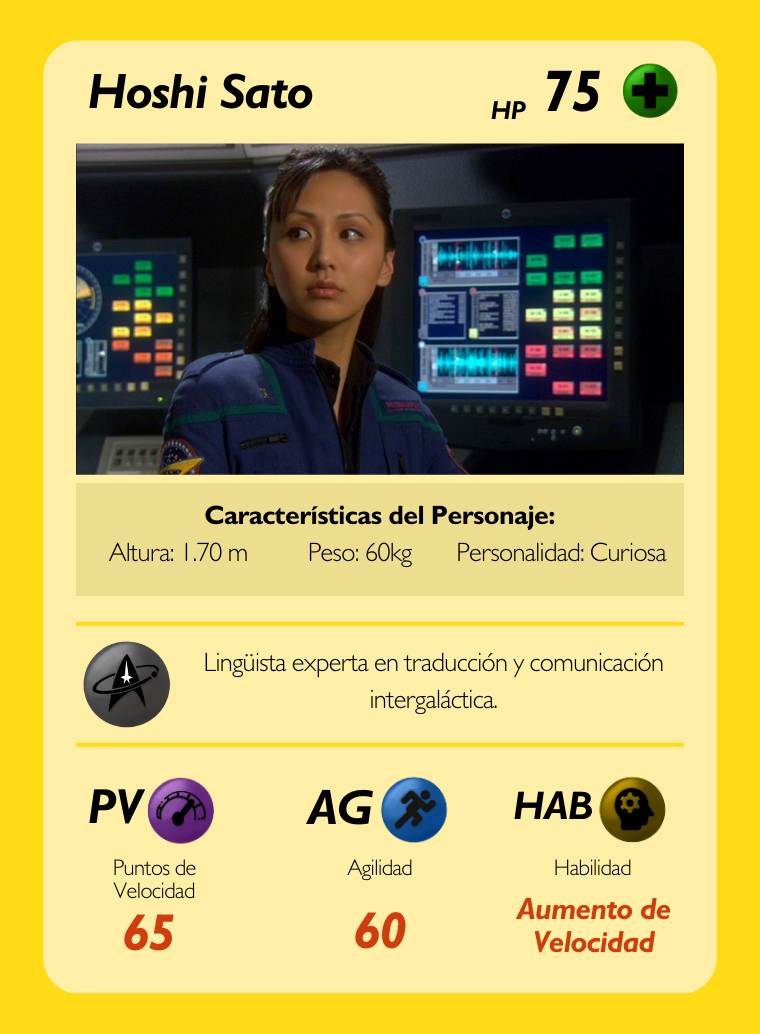 Hoshi Sato
HP 75
Características del Personaje:
Altura: 1.70 m Peso: 60kg Personalidad: Curiosa
Lingüista experta en traducción y comunicación
intergaláctica.
PV AG HAB
Puntos de
Velocidad
65
Agilidad
60
Habilidad
Aumento de
Velocidad